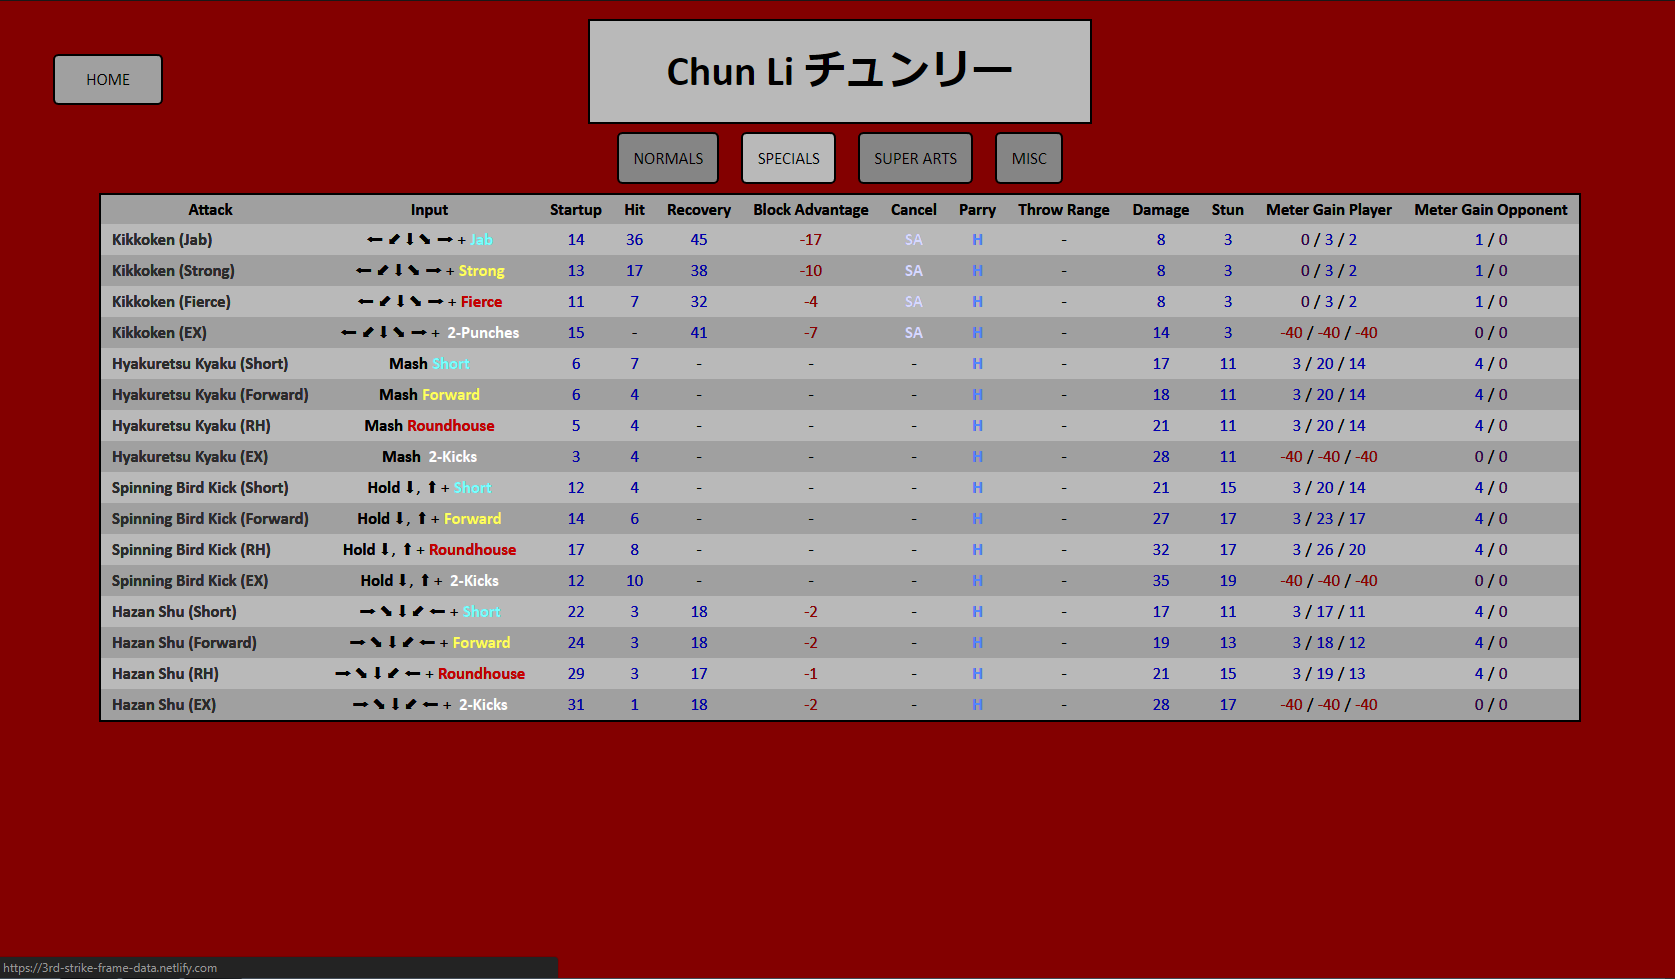 HOME
Chun Li チュンリー
NORMALS SPECIALS SUPER ARTS MISC
Attack Input Startup Hit Recovery Block Advantage Cancel Parry Throw Range Damage Stun Meter Gain Player Meter Gain Opponent
Kikkoken (Jab) ← ↙ ↓ ↘ → + Jab 14 36 45 -17 SA H - 8 3 0 / 3 / 2 1 / 0
Kikkoken (Strong) ← ↙ ↓ ↘ → + Strong 13 17 38 -10 SA H - 8 3 0 / 3 / 2 1 / 0
Kikkoken (Fierce) ← ↙ ↓ ↘ → + Fierce 11 7 32 -4 SA H - 8 3 0 / 3 / 2 1 / 0
Kikkoken (EX) ← ↙ ↓ ↘ → + 2-Punches 15 - 41 -7 SA H - 14 3 -40 / -40 / -40 0 / 0
Hyakuretsu Kyaku (Short) Mash Short 6 7 - - - H - 17 11 3 / 20 / 14 4 / 0
Hyakuretsu Kyaku (Forward) Mash Forward 6 4 - - - H - 18 11 3 / 20 / 14 4 / 0
Hyakuretsu Kyaku (RH) Mash Roundhouse 5 4 - - - H - 21 11 3 / 20 / 14 4 / 0
Hyakuretsu Kyaku (EX) Mash 2-Kicks 3 4 - - - H - 28 11 -40 / -40 / -40 0 / 0
Spinning Bird Kick (Short) Hold ↓, ↑ + Short 12 4 - - - H - 21 15 3 / 20 / 14 4 / 0
Spinning Bird Kick (Forward) Hold ↓, ↑ + Forward 14 6 - - - H - 27 17 3 / 23 / 17 4 / 0
Spinning Bird Kick (RH) Hold ↓, ↑ + Roundhouse 17 8 - - - H - 32 17 3 / 26 / 20 4 / 0
Spinning Bird Kick (EX) Hold ↓, ↑ + 2-Kicks 12 10 - - - H - 35 19 -40 / -40 / -40 0 / 0
Hazan Shu (Short) → ↘ ↓ ↙ ← + Short 22 3 18 -2 - H - 17 11 3 / 17 / 11 4 / 0
Hazan Shu (Forward) → ↘ ↓ ↙ ← + Forward 24 3 18 -2 - H - 19 13 3 / 18 / 12 4 / 0
Hazan Shu (RH) → ↘ ↓ ↙ ← + Roundhouse 29 3 17 -1 - H - 21 15 3 / 19 / 13 4 / 0
Hazan Shu (EX) → ↘ ↓ ↙ ← + 2-Kicks 31 1 18 -2 - H - 28 17 -40 / -40 / -40 0 / 0
https://3rd-strike-frame-data.netlify.com